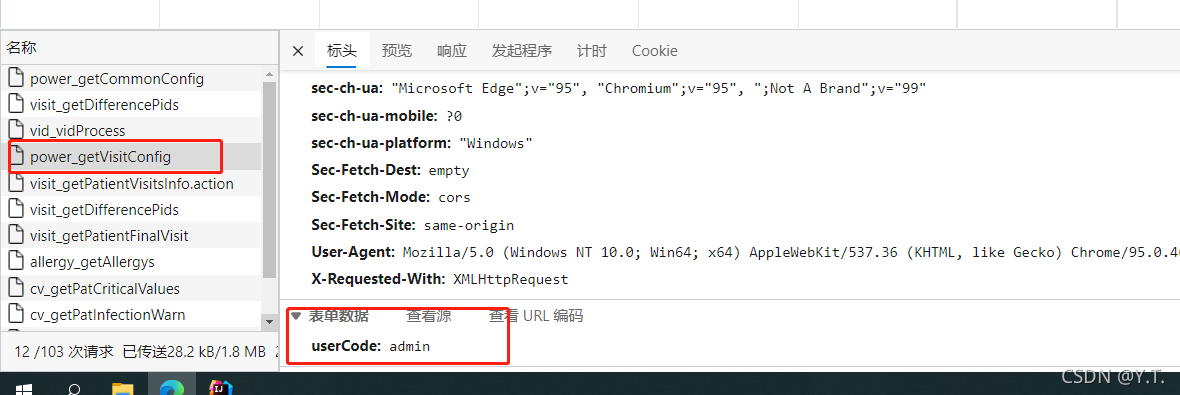 名称
power_getCommonConfig
visit_getDifferencePids
vid_vidProcess
power_getVisitConfig
visit_getPatientVisitsInfo.action
visit_getDifferencePids
visit_getPatientFinalVisit
allergy_getAllergys
cv_getPatCriticalValues
cv_getPatInfectionWarn
12 /103 次请求 已传送28.2 kB/1.8 MB
标头 预览 响应 发起程序 计时 Cookie
sec-ch-ua: "Microsoft Edge";v="95", "Chromium";v="95", ";Not A Brand";v="99"
sec-ch-ua-mobile: ?0
sec-ch-ua-platform: "Windows"
Sec-Fetch-Dest: empty
Sec-Fetch-Mode: cors
Sec-Fetch-Site: same-origin
User-Agent: Mozilla/5.0 (Windows NT 10.0; Win64; x64) AppleWebKit/537.36 (KHTML, like Gecko) Chrome/95.0.46
X-Requested-With: XMLHttpRequest
表单数据 查看源 查看 URL 编码
userCode: admin
CSDN @Y.T.